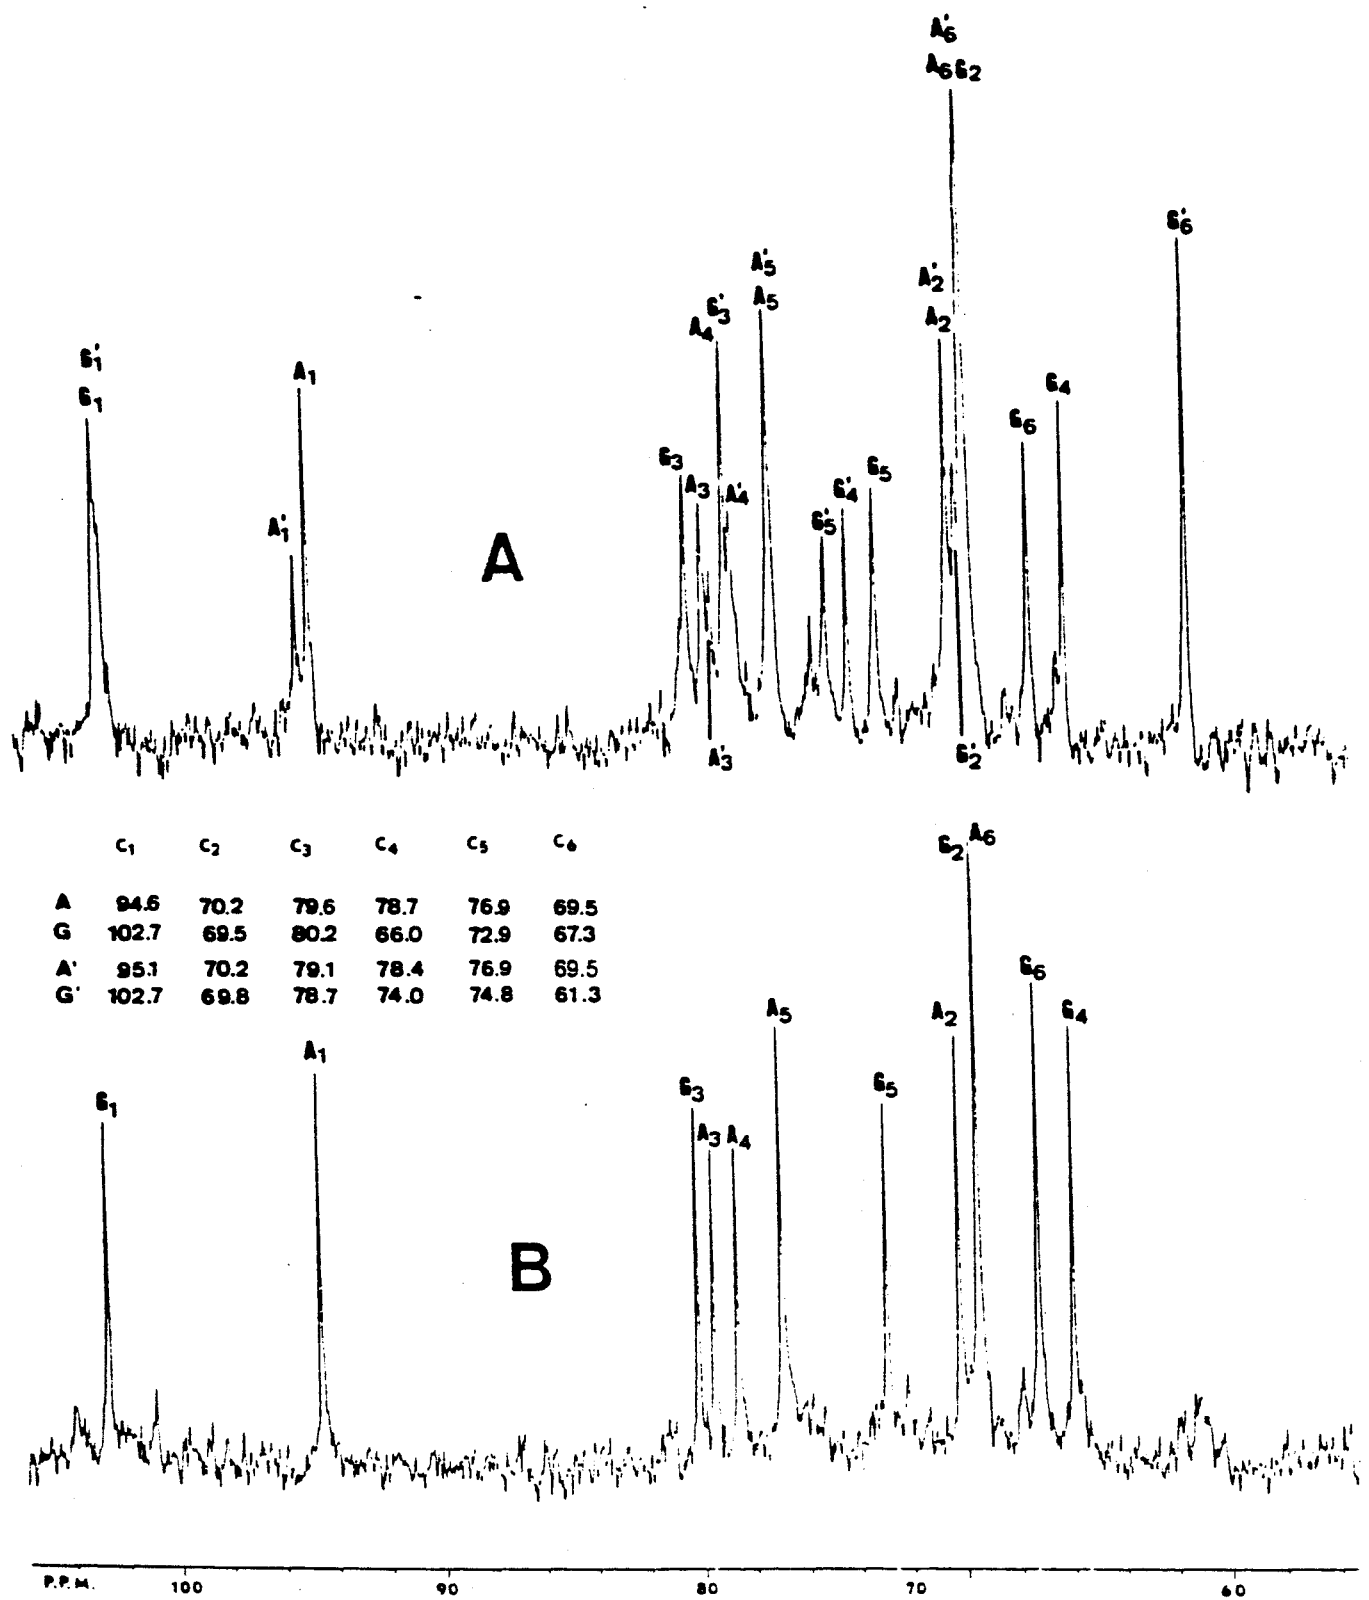 A'6
A6 G2
G'6
A'5
A'2
A5
G'3
A4
A2
G'1
G1
A1
G4
G6
G3
A3
A'4
G5
G'4
G'5
A'1
A
A'3
G'2
C1 C2 C3 C4 C5 C6
A 94.6 70.2 79.6 78.7 76.9 69.5
G 102.7 69.5 80.2 66.0 72.9 67.3
A' 95.1 70.2 79.1 78.4 76.9 69.5
G' 102.7 69.8 78.7 74.0 74.8 61.3
G2 A6
G6
A5
A2
G4
A1
G1
G3
G5
A3 A4
B
P.P.M. 100 90 80 70 60